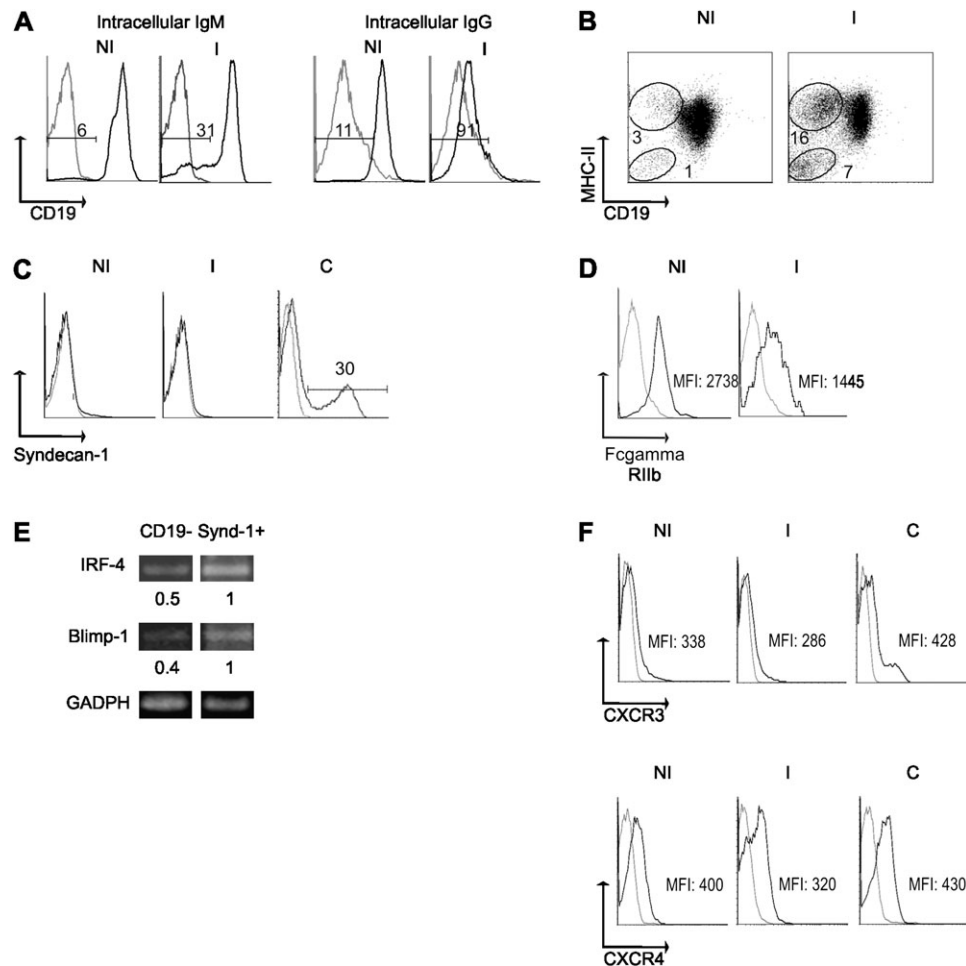 A
Intracellular IgM
Intracellular IgG
NI
I
NI
I
6
31
11
91
CD19
B
NI
I
3
1
16
7
MHC-II
CD19
C
NI
I
C
30
Syndecan-1
D
NI
I
MFI: 2738
MFI: 1445
Fcgamma
RIIb
E
CD19- Synd-1+
IRF-4
0.5 1
Blimp-1
0.4 1
GADPH
F
NI
I
C
MFI: 338
MFI: 286
MFI: 428
CXCR3
NI
I
C
MFI: 400
MFI: 320
MFI: 430
CXCR4